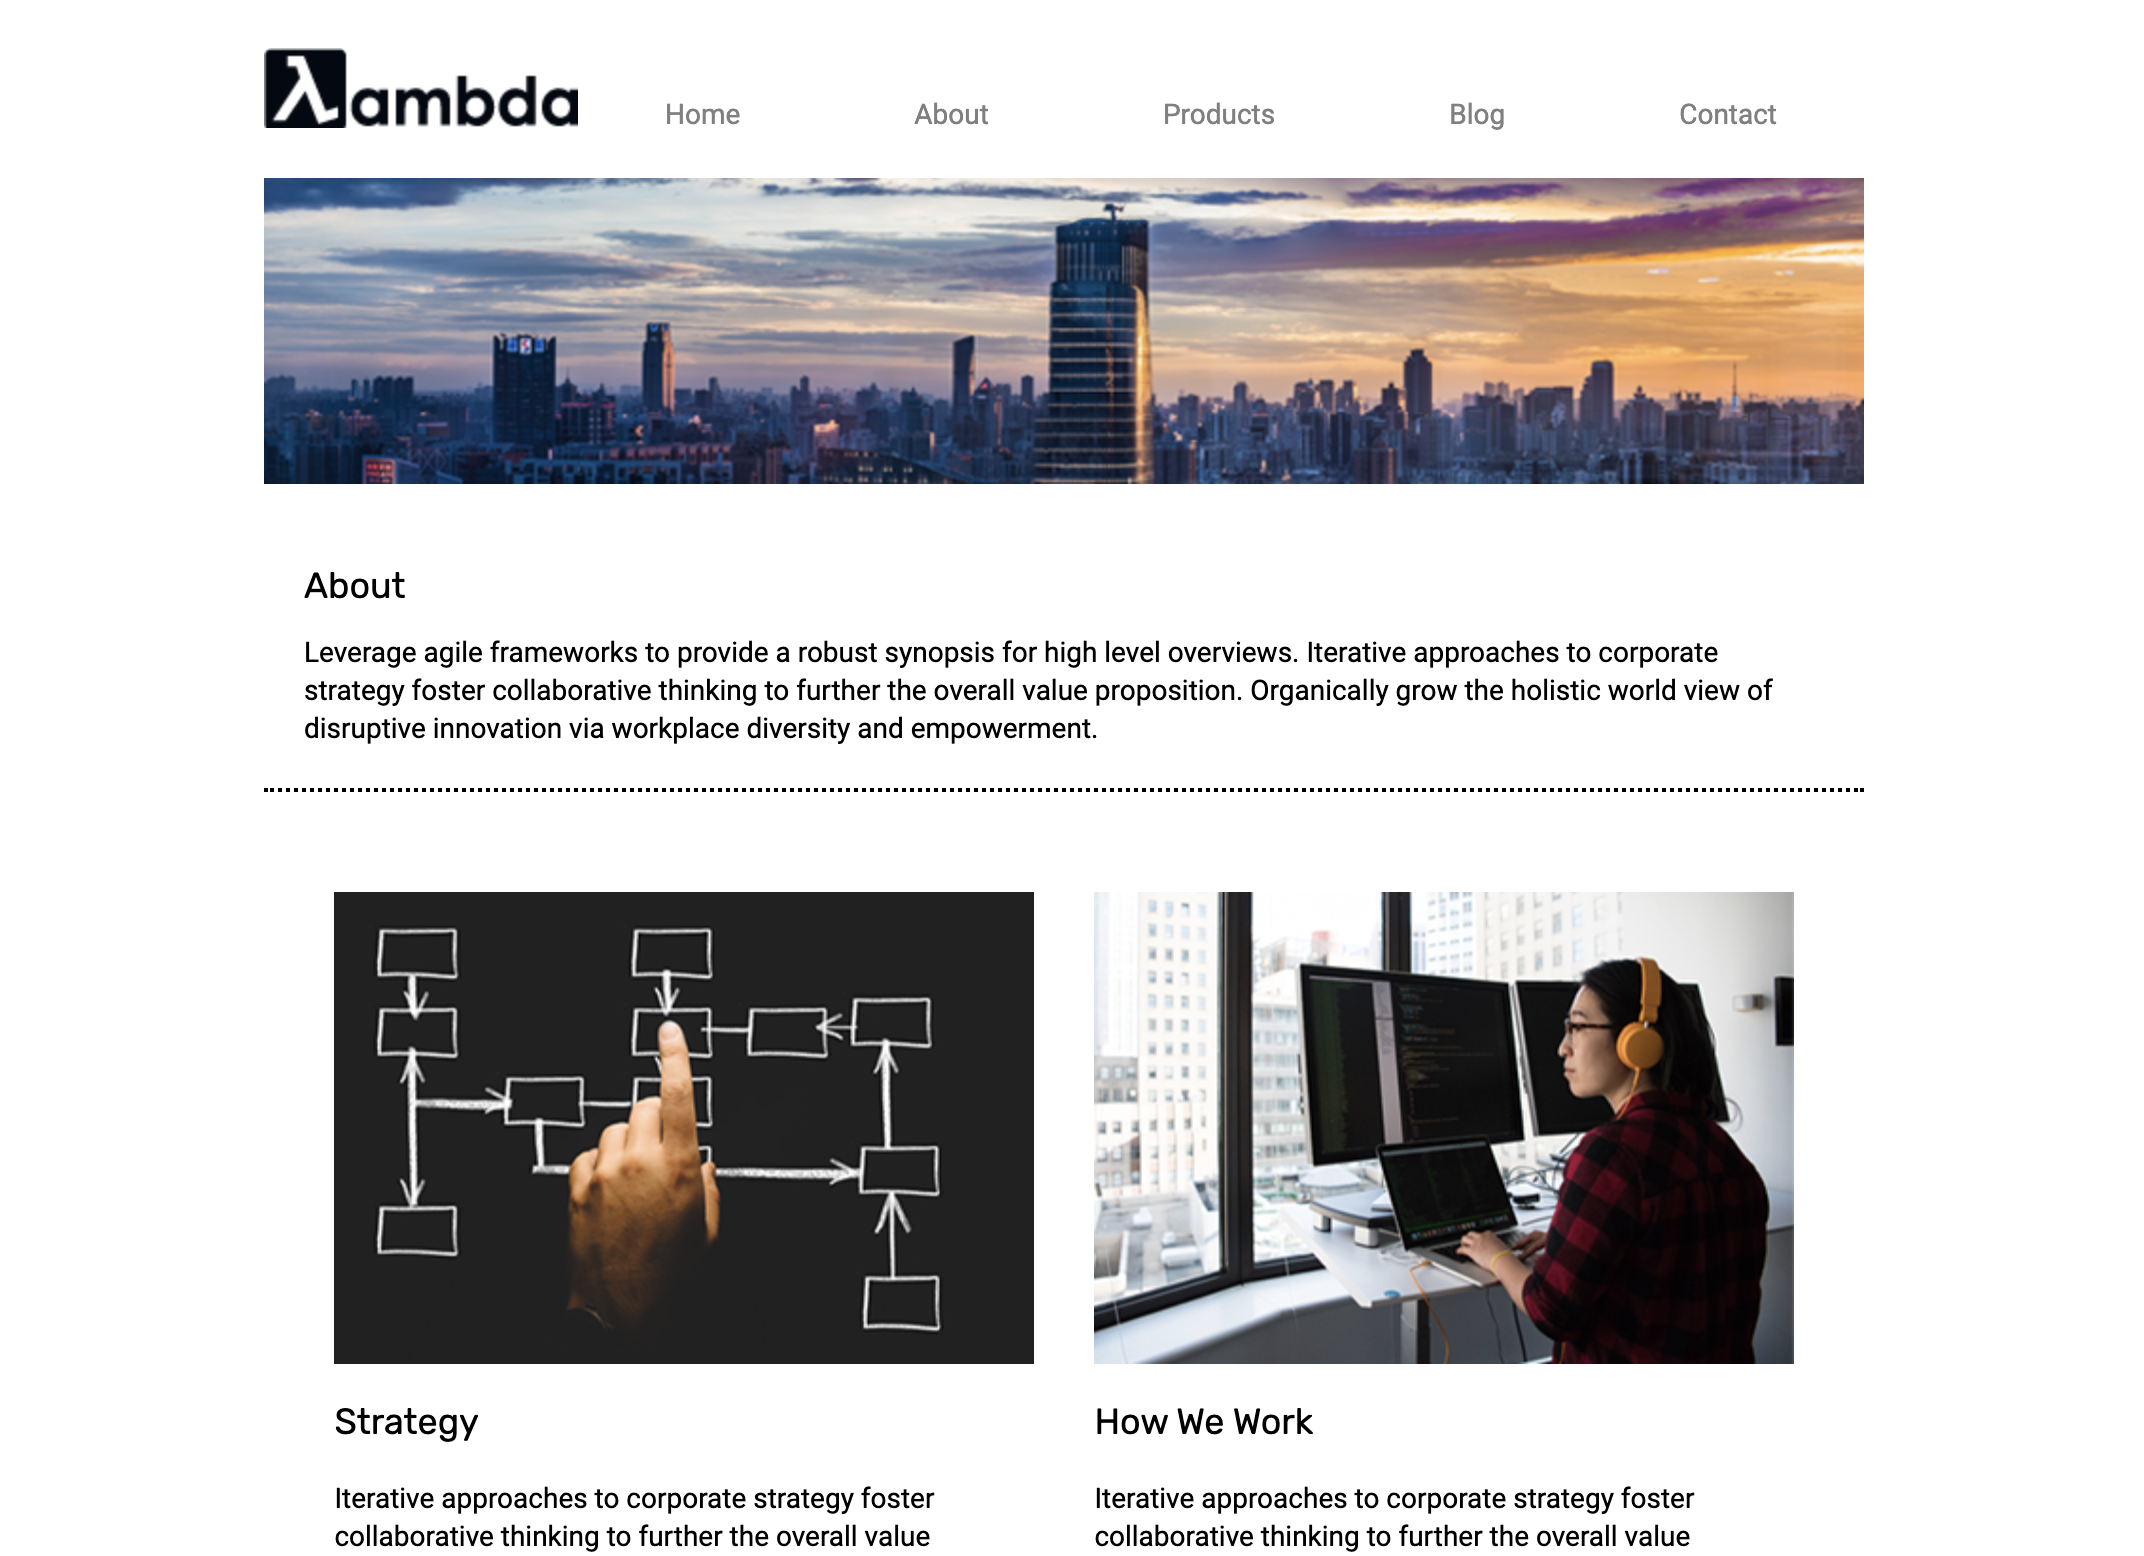 λambda
Home About Products Blog Contact
About
Leverage agile frameworks to provide a robust synopsis for high level overviews. Iterative approaches to corporate
strategy foster collaborative thinking to further the overall value proposition. Organically grow the holistic world view of
disruptive innovation via workplace diversity and empowerment.
Strategy
Iterative approaches to corporate strategy foster
collaborative thinking to further the overall value
How We Work
Iterative approaches to corporate strategy foster
collaborative thinking to further the overall value